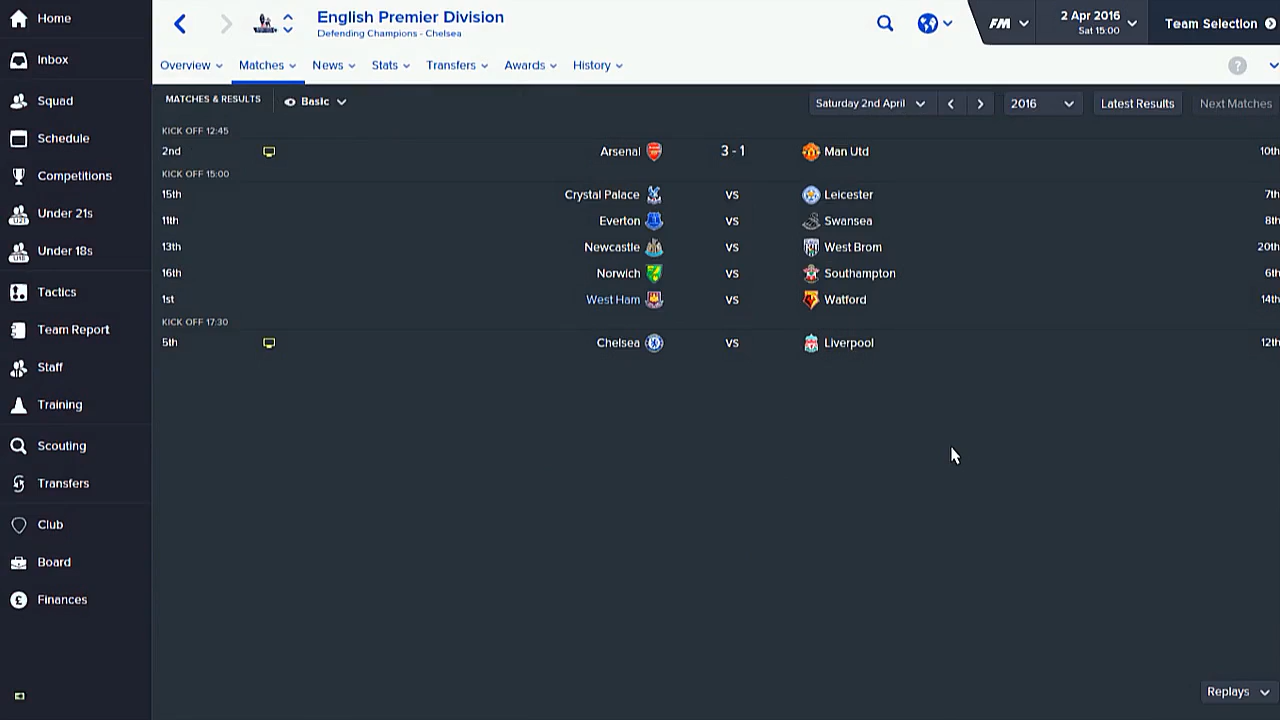 Home
Inbox
Squad
Schedule
Competitions
Under 21s
Under 18s
Tactics
Team Report
Staff
Training
Scouting
Transfers
Club
Board
Finances
English Premier Division
Defending Champions - Chelsea
FM
2 Apr 2016
Sat 15:00
Team Selection
Overview Matches News Stats Transfers Awards History ?
MATCHES & RESULTS Basic Saturday 2nd April 2016 Latest Results Next Matches
KICK OFF 12:45
2nd Arsenal 3 - 1 Man Utd 10th
KICK OFF 15:00
15th Crystal Palace VS Leicester 7th
11th Everton VS Swansea 8th
13th Newcastle VS West Brom 20th
16th Norwich VS Southampton 6th
1st West Ham VS Watford 14th
KICK OFF 17:30
5th Chelsea VS Liverpool 12th
Replays